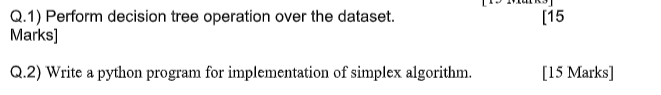 Q.1) Perform decision tree operation over the dataset. [15
Marks]
Q.2) Write a python program for implementation of simplex algorithm. [15 Marks]